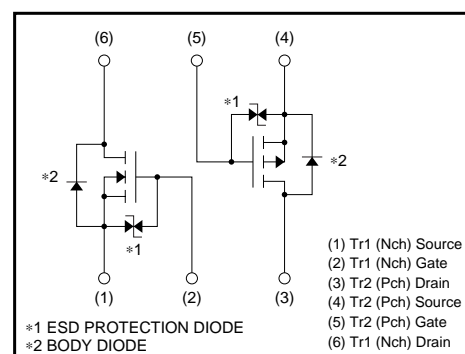 (6) (5) (4)
*1
*2 *2
*1
(1) (2) (3)
(1) Tr1 (Nch) Source
(2) Tr1 (Nch) Gate
(3) Tr2 (Pch) Drain
(4) Tr2 (Pch) Source
(5) Tr2 (Pch) Gate
(6) Tr1 (Nch) Drain
*1 ESD PROTECTION DIODE
*2 BODY DIODE